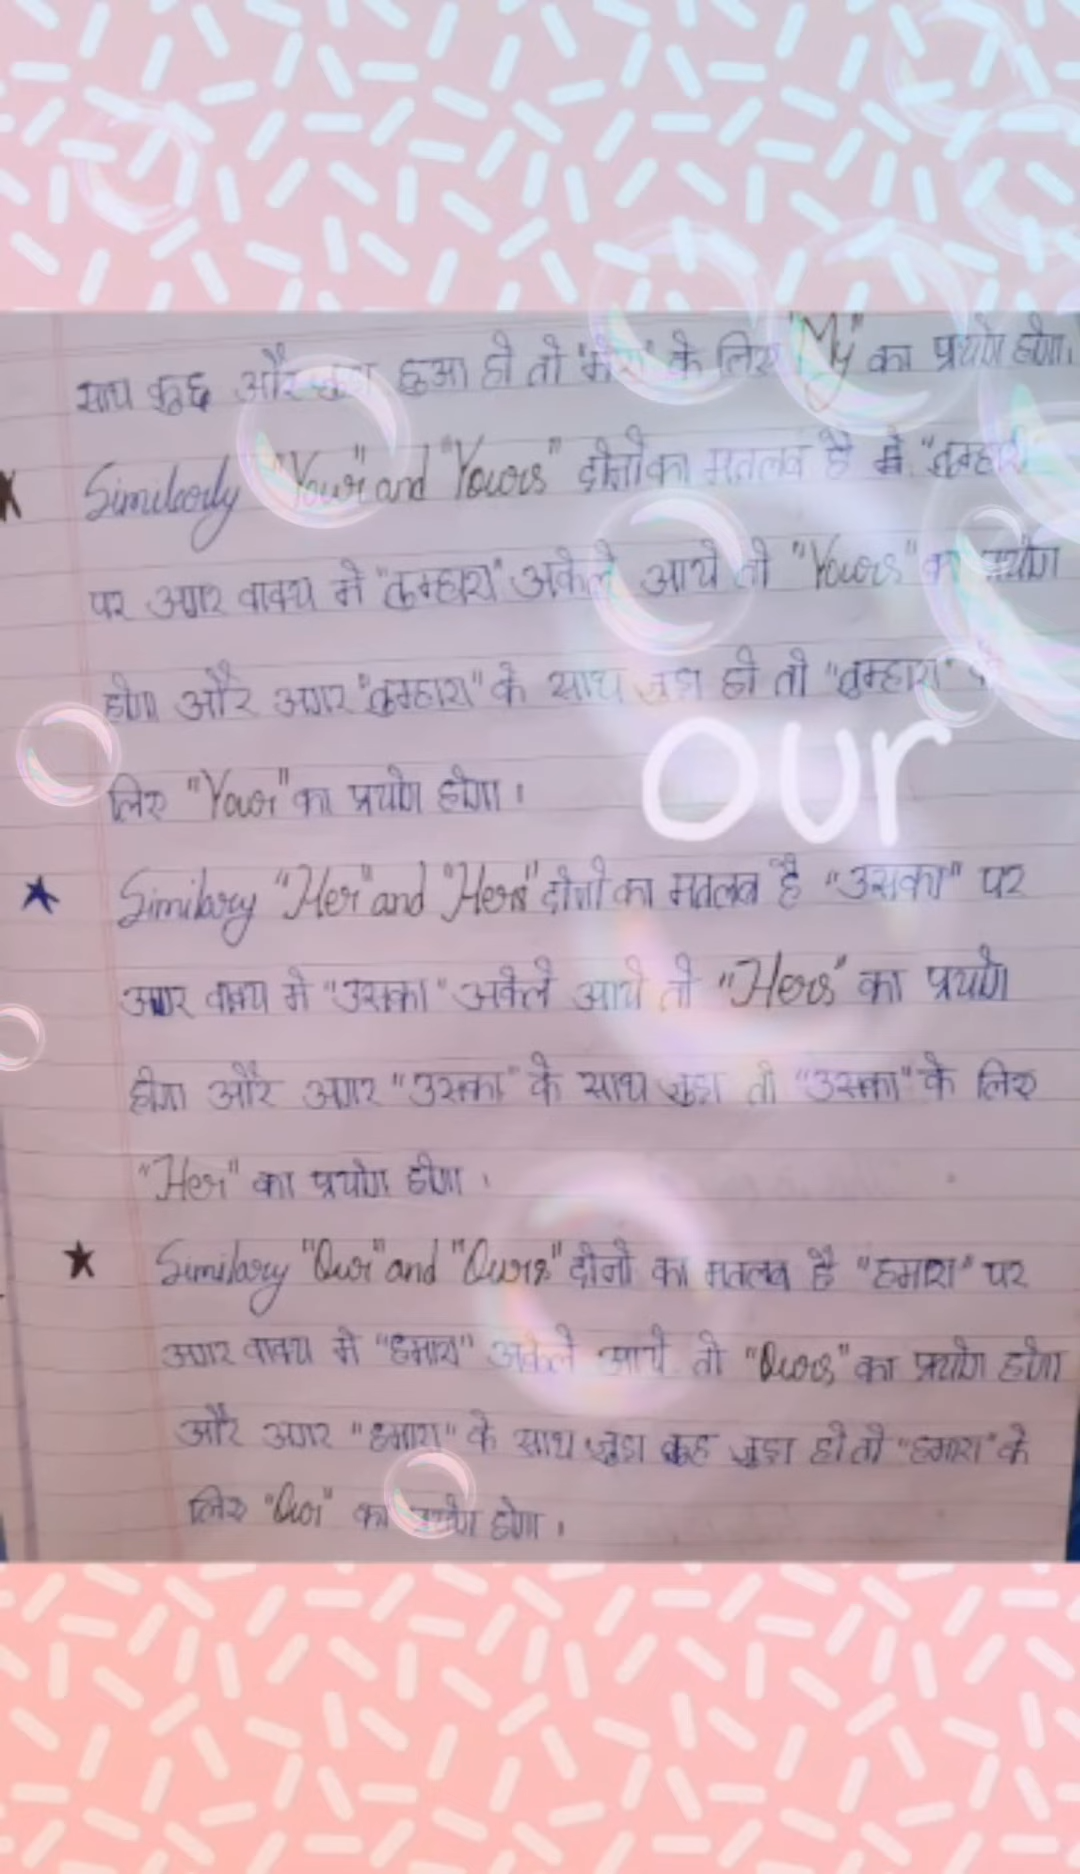 साथ कुछ और हुआ हो तो "मेरा" के लिए "My" का प्रयोग होगा।
Similarly "Your" and "Yours" दोनों का मतलब है "तुम्हारा
पर अगर वाक्य में "तुम्हारा" अकेले आये तो "Yours" का प्रयोग
होगा और अगर "तुम्हारा" के साथ जुड़ा हो तो "तुम्हारा" के
our
लिए "Your" का प्रयोग होगा।
Similary "Her" and "Hers" दोनों का मतलब है "उसका" पर
अगर वाक्य में "उसका" अकेले आये तो "Hers" का प्रयोग
होगा और अगर "उसका" के साथ जुड़ा तो "उसका" के लिए
"Her" का प्रयोग होगा।
Similary "Our" and "Ours" दोनो का मतलब है "हमारा" पर
अगर वाक्य में "हमारा" अकेले आये तो "Ours" का प्रयोग होगा
और अगर "हमारा" के साथ जुड़ा जुड़ा हो तो "हमारा" के
लिए "Our" का प्रयोग होगा।